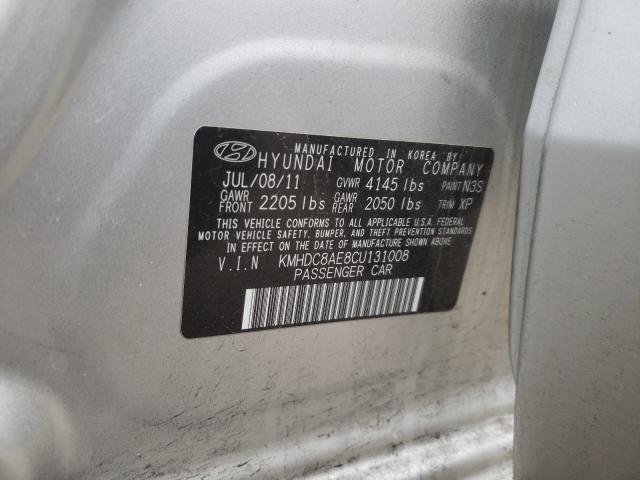 MANUFACTURED IN KOREA BY
HYUNDAI MOTOR COMPANY
JUL/08/11 GVWR 4145 lbs PAINT N3S
GAWR FRONT 2205 lbs GAWR REAR 2050 lbs TRIM XP
THIS VEHICLE CONFORMS TO ALL APPLICABLE U.S.A. FEDERAL
MOTOR VEHICLE SAFETY, BUMPER, AND THEFT PREVENTION STANDARDS
IN EFFECT ON THE DATE OF MANUFACTURE SHOWN ABOVE.
V.I.N KMHDC8AE8CU131008
PASSENGER CAR